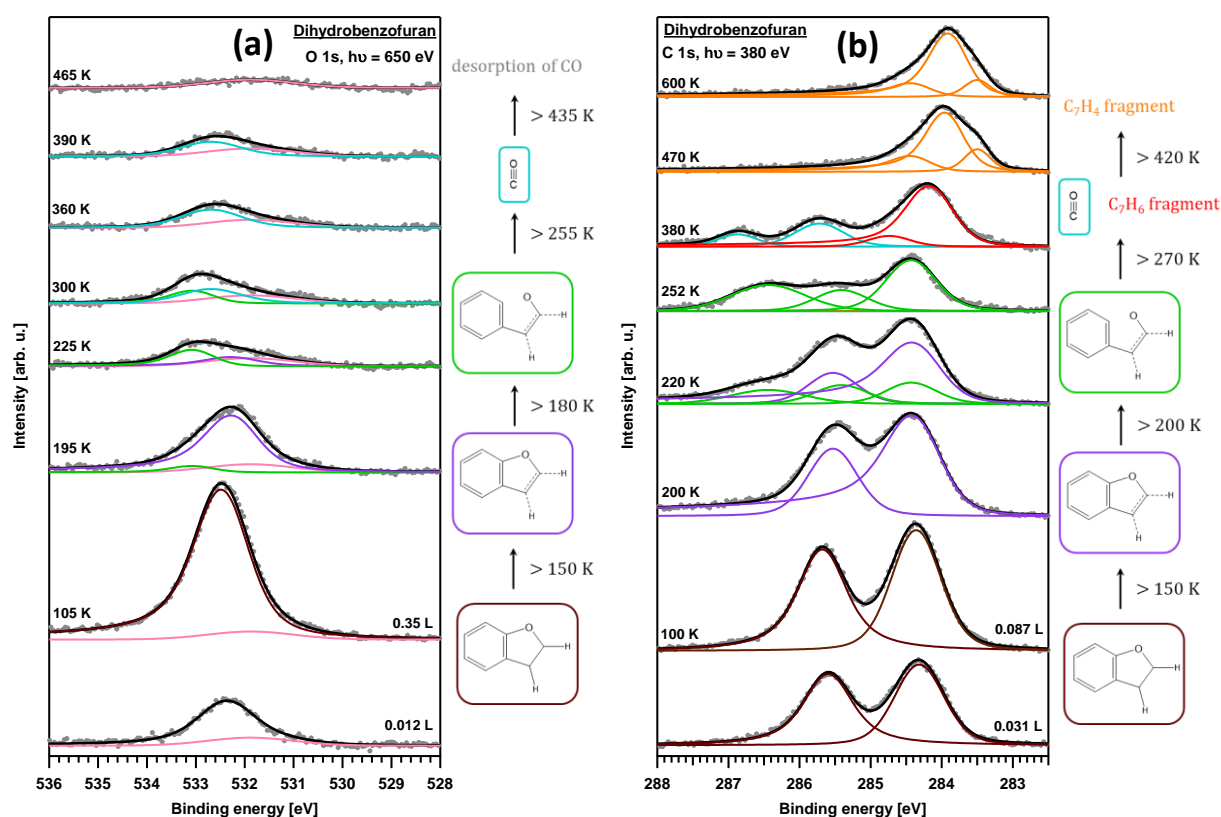 (a)
Dihydrobenzofuran
O 1s, hυ = 650 eV
465 K
390 K
360 K
300 K
225 K
195 K
105 K
0.35 L
0.012 L
Intensity [arb. u.]
536 535 534 533 532 531 530 529 528
Binding energy [eV]
desorption of CO
> 435 K
C≡O
> 255 K
O
H
H
> 180 K
O
H
H
> 150 K
O
H
H
(b)
Dihydrobenzofuran
C 1s, hυ = 380 eV
600 K
470 K
380 K
252 K
220 K
200 K
100 K
0.087 L
0.031 L
Intensity [arb. u.]
288 287 286 285 284 283
Binding energy [eV]
C₇H₄ fragment
> 420 K
C≡O
C₇H₆ fragment
> 270 K
O
H
H
> 200 K
O
H
H
> 150 K
O
H
H